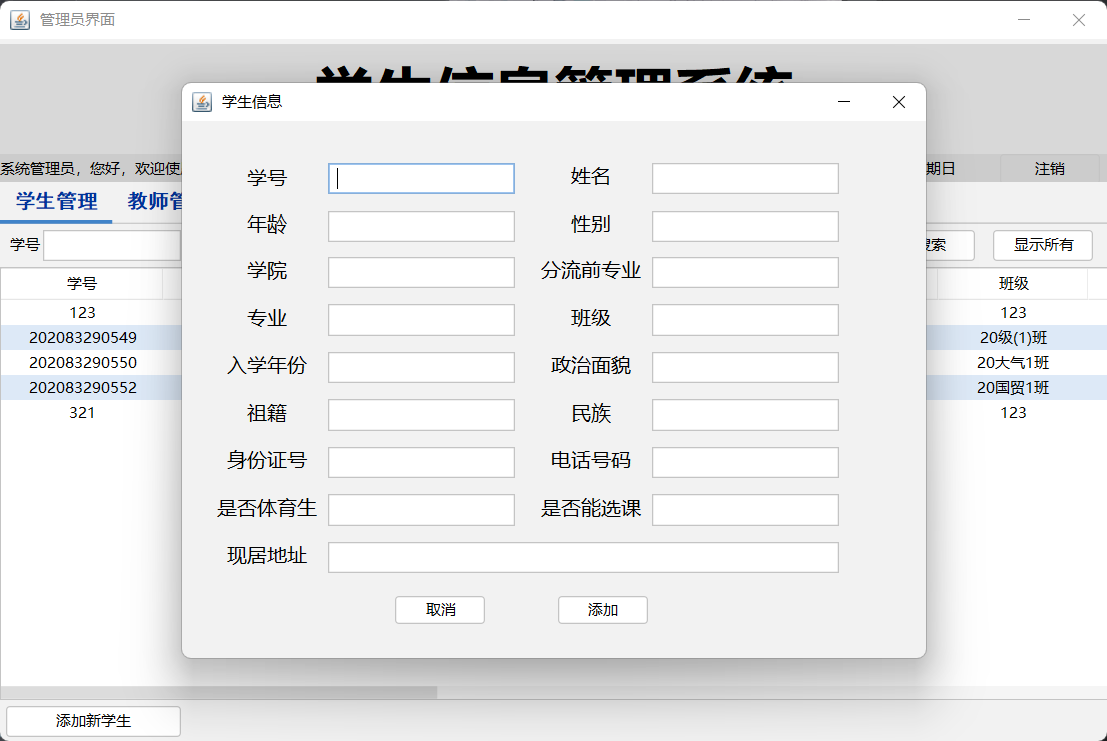 管理员界面
学生信息管理系统
学生信息
系统管理员，您好，欢迎使
期日
注销
学生管理
教师管
学号
索
显示所有
学号
班级
123
123
202083290549
20级(1)班
202083290550
20大气1班
202083290552
20国贸1班
321
123
学号
姓名
年龄
性别
学院
分流前专业
专业
班级
入学年份
政治面貌
祖籍
民族
身份证号
电话号码
是否体育生
是否能选课
现居地址
取消
添加
添加新学生